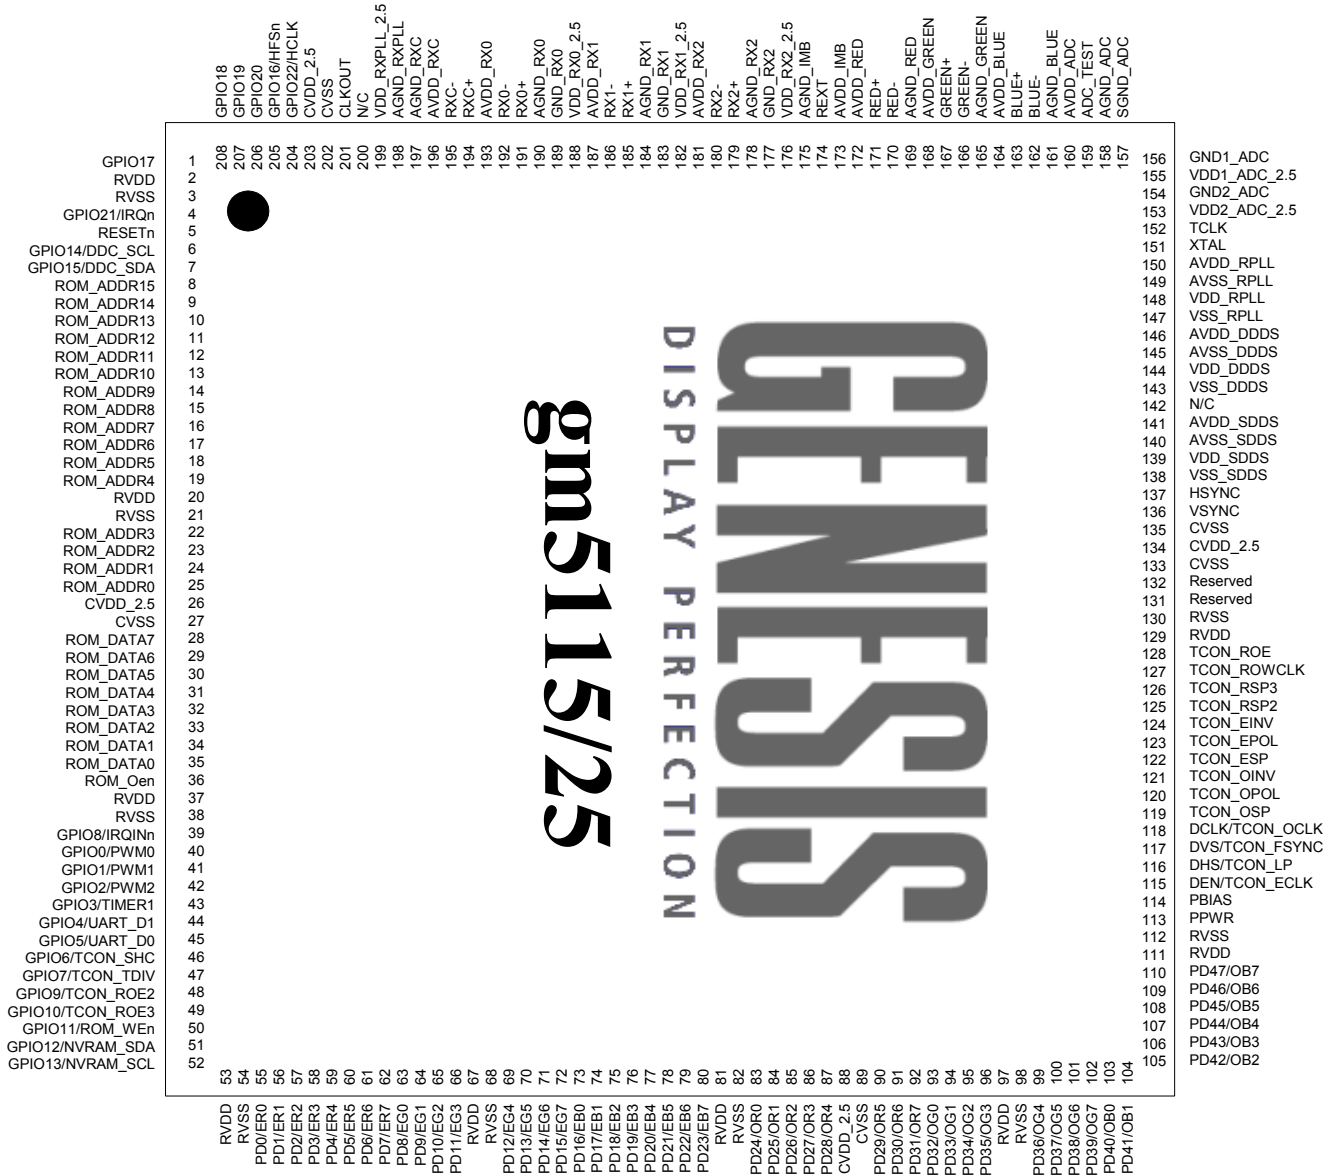 GPIO18
GPIO19
GPIO20
GPIO16/HFSn
GPIO22/HCLK
CVDD_2.5
CVSS
CLKOUT
N/C
VDD_RXPLL_2.5
AGND_RXPLL
AGND_RXC
AVDD_RXC
RXC-
RXC+
AVDD_RX0
RX0-
RX0+
AGND_RX0
GND_RX0
VDD_RX0_2.5
AVDD_RX1
RX1-
RX1+
AGND_RX1
GND_RX1
VDD_RX1_2.5
AVDD_RX2
RX2-
RX2+
AGND_RX2
GND_RX2
VDD_RX2_2.5
AGND_IMB
REXT
AVDD_IMB
AVDD_RED
RED+
RED-
AGND_RED
AVDD_GREEN
GREEN+
GREEN-
AGND_GREEN
AVDD_BLUE
BLUE+
BLUE-
AGND_BLUE
AVDD_ADC
ADC_TEST
AGND_ADC
SGND_ADC
208
207
206
205
204
203
202
201
200
199
198
197
196
195
194
193
192
191
190
189
188
187
186
185
184
183
182
181
180
179
178
177
176
175
174
173
172
171
170
169
168
167
166
165
164
163
162
161
160
159
158
157
GPIO17 1
RVDD 2
RVSS 3
GPIO21/IRQn 4
RESETn 5
GPIO14/DDC_SCL 6
GPIO15/DDC_SDA 7
ROM_ADDR15 8
ROM_ADDR14 9
ROM_ADDR13 10
ROM_ADDR12 11
ROM_ADDR11 12
ROM_ADDR10 13
ROM_ADDR9 14
ROM_ADDR8 15
ROM_ADDR7 16
ROM_ADDR6 17
ROM_ADDR5 18
ROM_ADDR4 19
RVDD 20
RVSS 21
ROM_ADDR3 22
ROM_ADDR2 23
ROM_ADDR1 24
ROM_ADDR0 25
CVDD_2.5 26
CVSS 27
ROM_DATA7 28
ROM_DATA6 29
ROM_DATA5 30
ROM_DATA4 31
ROM_DATA3 32
ROM_DATA2 33
ROM_DATA1 34
ROM_DATA0 35
ROM_Oen 36
RVDD 37
RVSS 38
GPIO8/IRQINn 39
GPIO0/PWM0 40
GPIO1/PWM1 41
GPIO2/PWM2 42
GPIO3/TIMER1 43
GPIO4/UART_D1 44
GPIO5/UART_D0 45
GPIO6/TCON_SHC 46
GPIO7/TCON_TDIV 47
GPIO9/TCON_ROE2 48
GPIO10/TCON_ROE3 49
GPIO11/ROM_WEn 50
GPIO12/NVRAM_SDA 51
GPIO13/NVRAM_SCL 52
GENESIS
DISPLAY PERFECTION
gm5115/25
156 GND1_ADC
155 VDD1_ADC_2.5
154 GND2_ADC
153 VDD2_ADC_2.5
152 TCLK
151 XTAL
150 AVDD_RPLL
149 AVSS_RPLL
148 VDD_RPLL
147 VSS_RPLL
146 AVDD_DDDS
145 AVSS_DDDS
144 VDD_DDDS
143 VSS_DDDS
142 N/C
141 AVDD_SDDS
140 AVSS_SDDS
139 VDD_SDDS
138 VSS_SDDS
137 HSYNC
136 VSYNC
135 CVSS
134 CVDD_2.5
133 CVSS
132 Reserved
131 Reserved
130 RVSS
129 RVDD
128 TCON_ROE
127 TCON_ROWCLK
126 TCON_RSP3
125 TCON_RSP2
124 TCON_EINV
123 TCON_EPOL
122 TCON_ESP
121 TCON_OINV
120 TCON_OPOL
119 TCON_OSP
118 DCLK/TCON_OCLK
117 DVS/TCON_FSYNC
116 DHS/TCON_LP
115 DEN/TCON_ECLK
114 PBIAS
113 PPWR
112 RVSS
111 RVDD
110 PD47/OB7
109 PD46/OB6
108 PD45/OB5
107 PD44/OB4
106 PD43/OB3
105 PD42/OB2
53
54
55
56
57
58
59
60
61
62
63
64
65
66
67
68
69
70
71
72
73
74
75
76
77
78
79
80
81
82
83
84
85
86
87
88
89
90
91
92
93
94
95
96
97
98
99
100
101
102
103
104
RVDD
RVSS
PD0/ER0
PD1/ER1
PD2/ER2
PD3/ER3
PD4/ER4
PD5/ER5
PD6/ER6
PD7/ER7
PD8/EG0
PD9/EG1
PD10/EG2
PD11/EG3
RVDD
RVSS
PD12/EG4
PD13/EG5
PD14/EG6
PD15/EG7
PD16/EB0
PD17/EB1
PD18/EB2
PD19/EB3
PD20/EB4
PD21/EB5
PD22/EB6
PD23/EB7
RVDD
RVSS
PD24/OR0
PD25/OR1
PD26/OR2
PD27/OR3
PD28/OR4
CVDD_2.5
CVSS
PD29/OR5
PD30/OR6
PD31/OR7
PD32/OG0
PD33/OG1
PD34/OG2
PD35/OG3
RVDD
RVSS
PD36/OG4
PD37/OG5
PD38/OG6
PD39/OG7
PD40/OB0
PD41/OB1